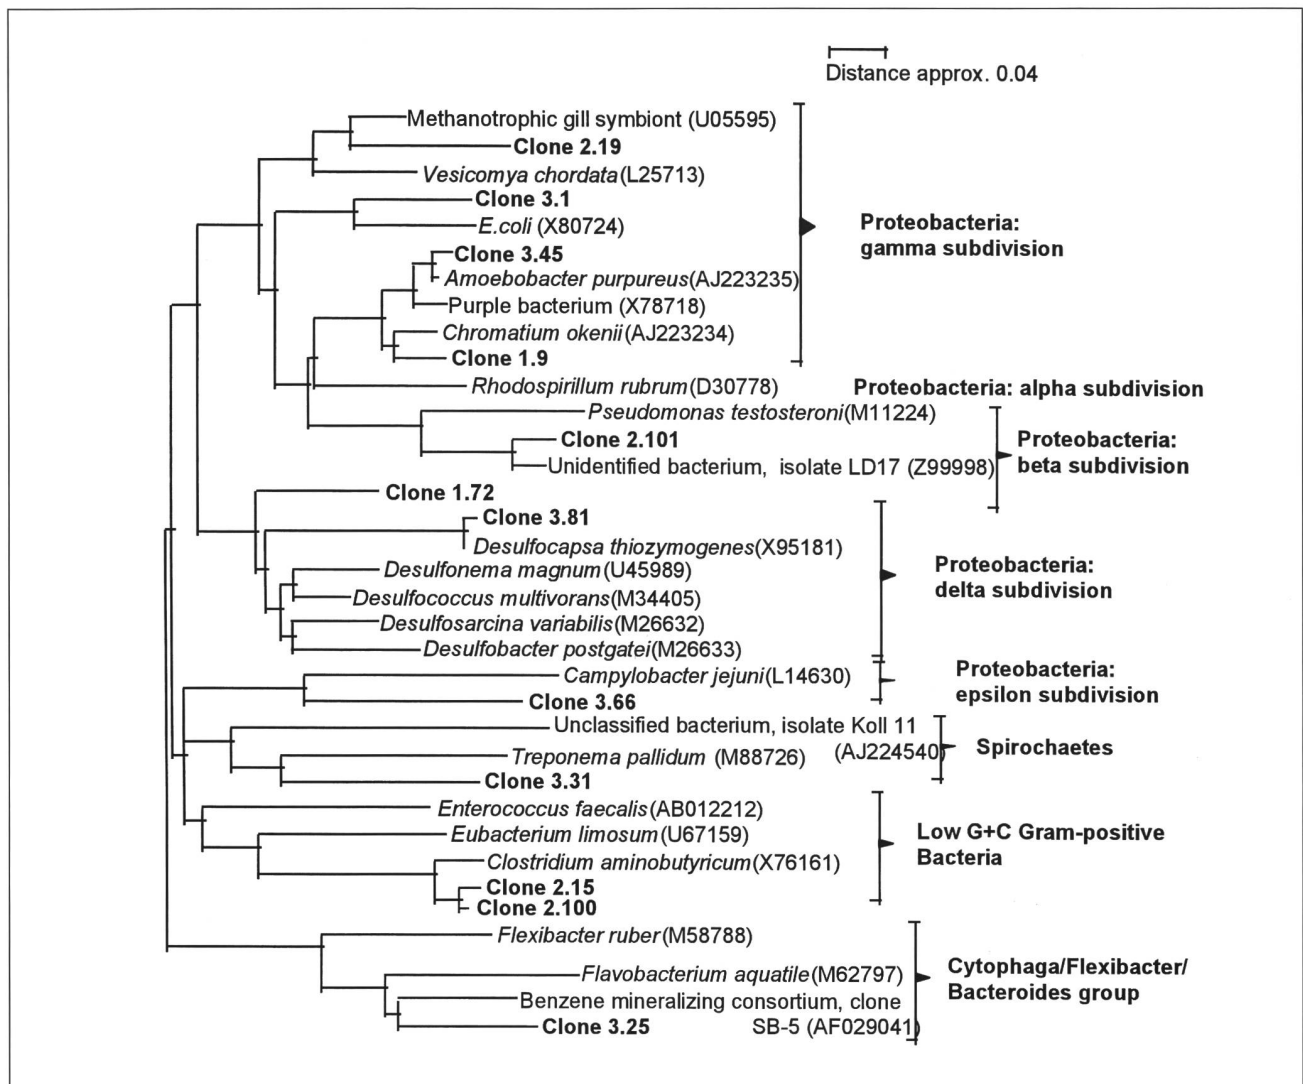 Distance approx. 0.04
Methanotrophic gill symbiont (U05595)
Clone 2.19
Vesicomya chordata(L25713)
Clone 3.1
E.coli (X80724)
Proteobacteria:
gamma subdivision
Clone 3.45
Amoebobacter purpureus(AJ223235)
Purple bacterium (X78718)
Chromatium okenii(AJ223234)
Clone 1.9
Rhodospirillum rubrum(D30778)
Proteobacteria: alpha subdivision
Pseudomonas testosteroni(M11224)
Clone 2.101
Unidentified bacterium, isolate LD17 (Z99998)
Proteobacteria:
beta subdivision
Clone 1.72
Clone 3.81
Desulfocapsa thiozymogenes(X95181)
Desulfonema magnum(U45989)
Desulfococcus multivorans(M34405)
Desulfosarcina variabilis(M26632)
Desulfobacter postgatei(M26633)
Proteobacteria:
delta subdivision
Campylobacter jejuni(L14630)
Clone 3.66
Proteobacteria:
epsilon subdivision
Unclassified bacterium, isolate Koll 11
(AJ224540)
Treponema pallidum (M88726)
Clone 3.31
Spirochaetes
Enterococcus faecalis(AB012212)
Eubacterium limosum(U67159)
Clostridium aminobutyricum(X76161)
Clone 2.15
Clone 2.100
Low G+C Gram-positive
Bacteria
Flexibacter ruber(M58788)
Flavobacterium aquatile(M62797)
Benzene mineralizing consortium, clone
SB-5 (AF029041)
Clone 3.25
Cytophaga/Flexibacter/
Bacteroides group